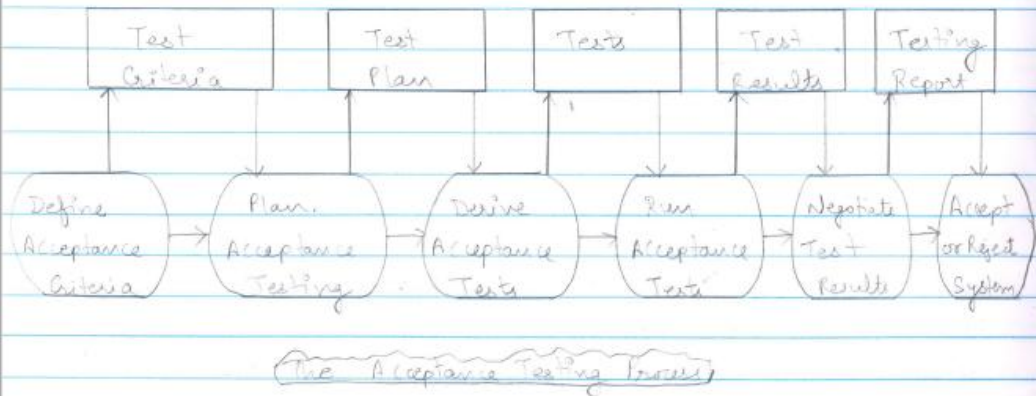 Test
Criteria
Test
Plan
Tests
Test
Results
Testing
Report
Define
Acceptance
Criteria
Plan
Acceptance
Testing
Derive
Acceptance
Tests
Run
Acceptance
Tests
Negotiate
Test
Results
Accept
or Reject
System
The Acceptance Testing Process